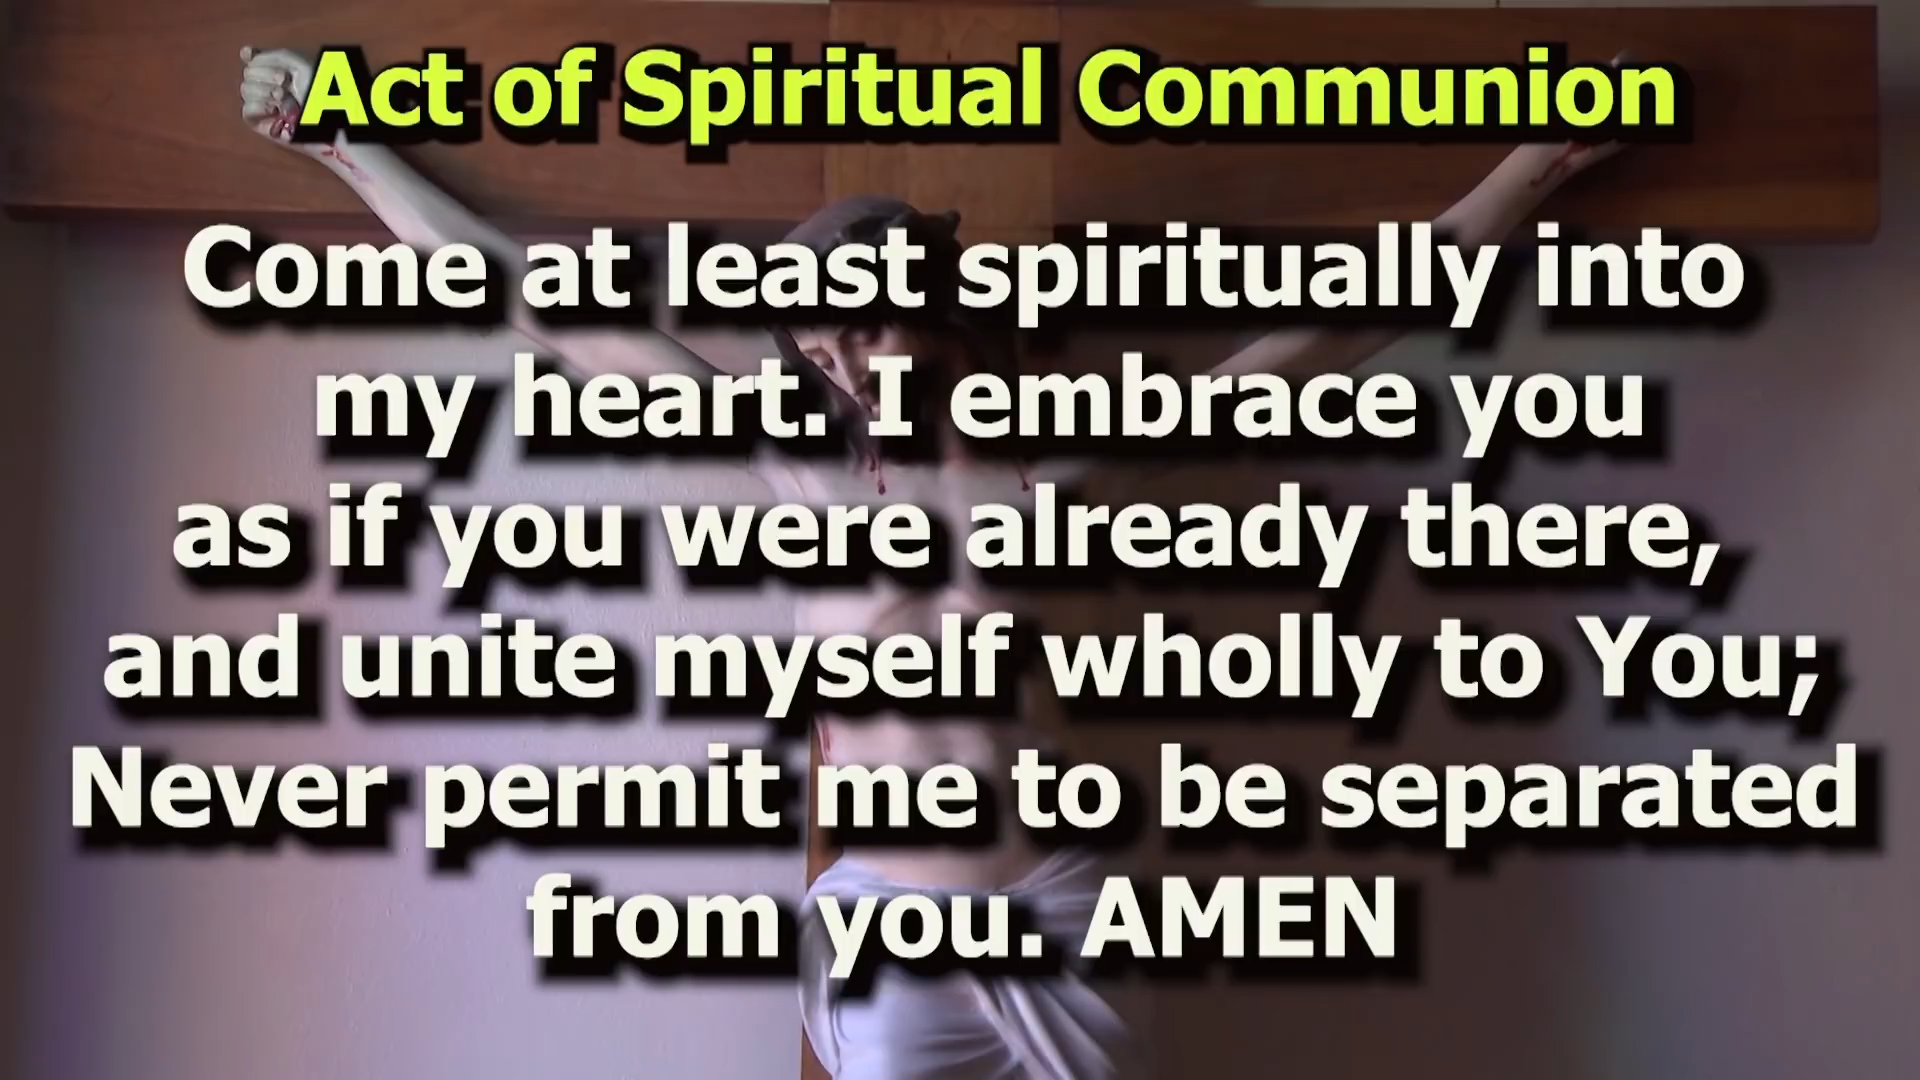 Act of Spiritual Communion
Come at least spiritually into
my heart. I embrace you
as if you were already there,
and unite myself wholly to You;
Never permit me to be separated
from you. AMEN